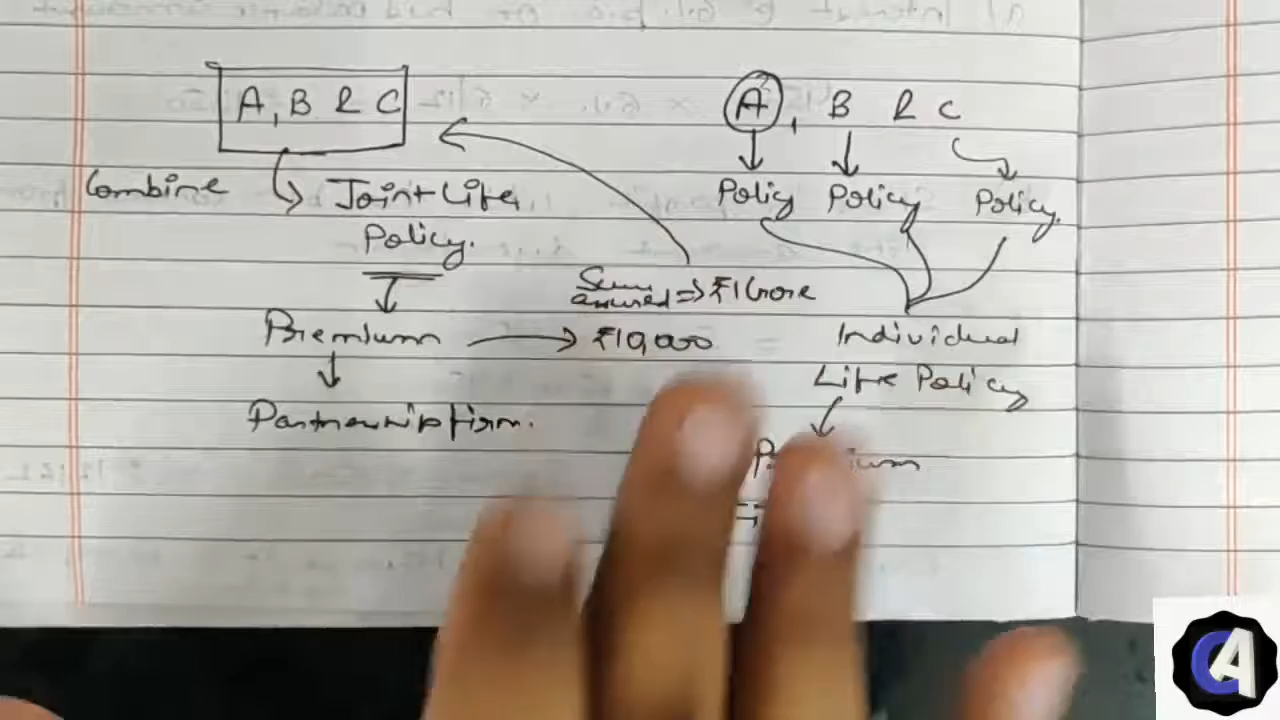 A, B & C
Combine
Joint Life
Policy.
Premium
Partnership firm.
Sum
assured => ₹1 Crore
₹10,000
A, B & C
Policy Policy Policy.
Individual
Life Policy
CA